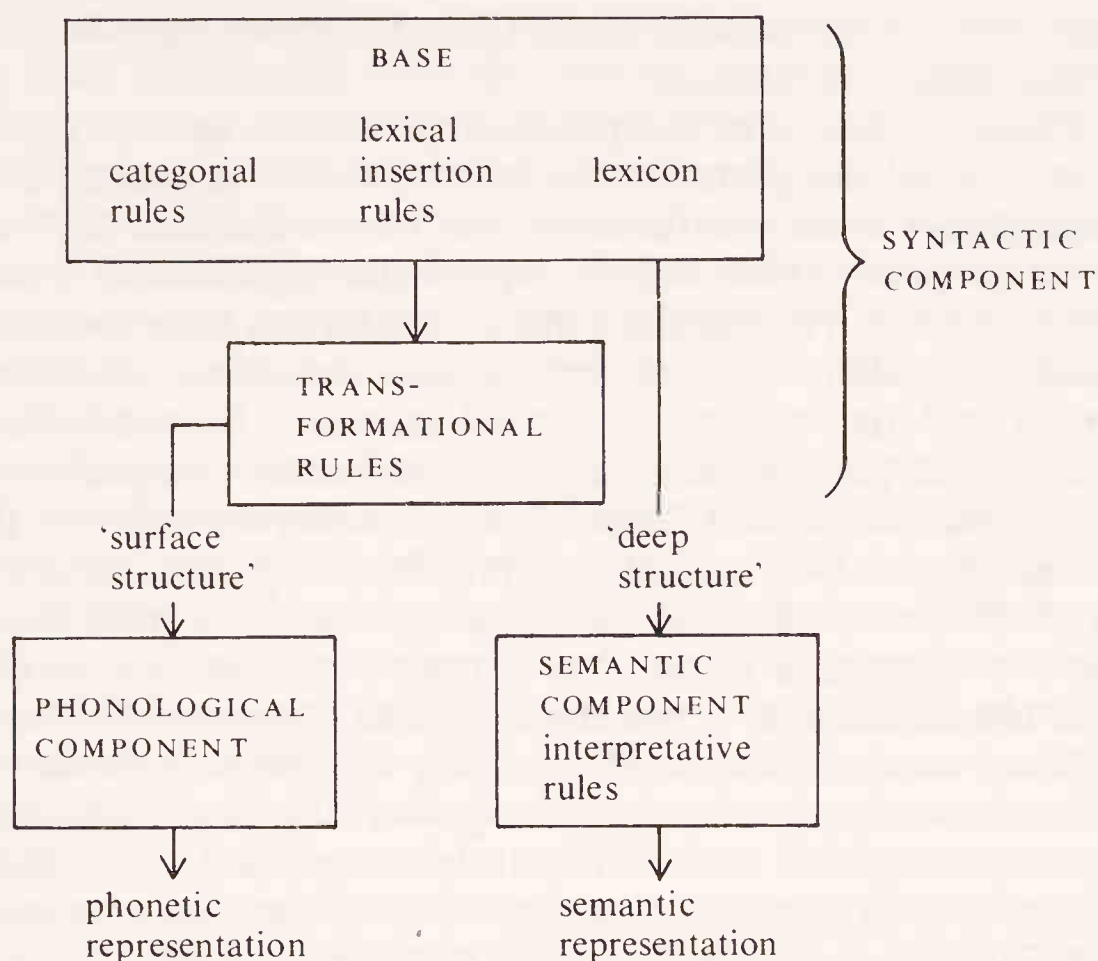 BASE
categorial
rules
lexical
insertion
rules
lexicon
SYNTACTIC
COMPONENT
TRANS-
FORMATIONAL
RULES
‘surface
structure’
‘deep
structure’
PHONOLOGICAL
COMPONENT
SEMANTIC
COMPONENT
interpretative
rules
phonetic
representation
semantic
representation